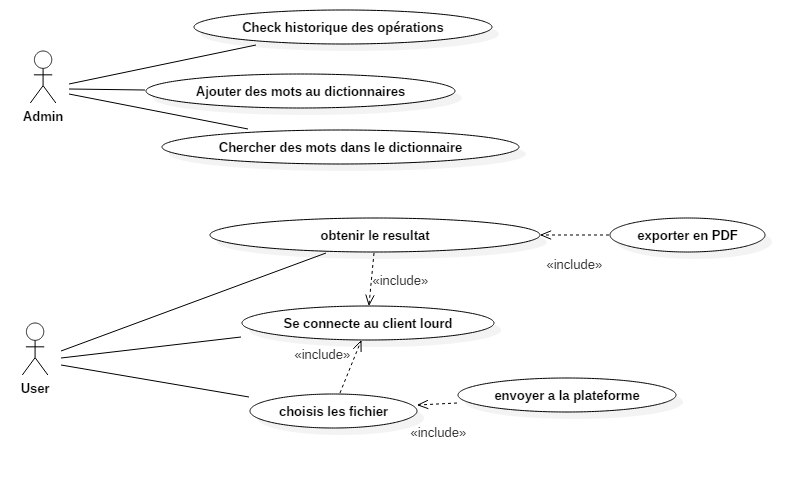 Check historique des opérations
Ajouter des mots au dictionnaires
Admin
Chercher des mots dans le dictionnaire
obtenir le resultat
exporter en PDF
«include»
«include»
Se connecte au client lourd
«include»
User
envoyer a la plateforme
choisis les fichier
«include»